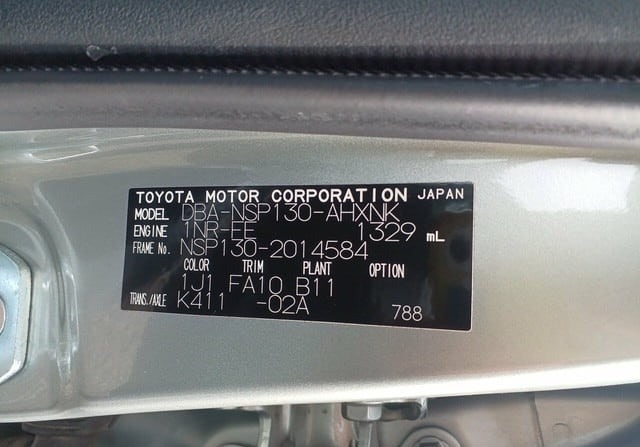 TOYOTA MOTOR CORPORATION JAPAN
MODEL DBA-NSP130-AHXNK
ENGINE 1NR-FE 1329 mL
FRAME No. NSP130-2014584
COLOR TRIM PLANT OPTION
1J1 FA10 B11
TRANS./AXLE K411 -02A
788